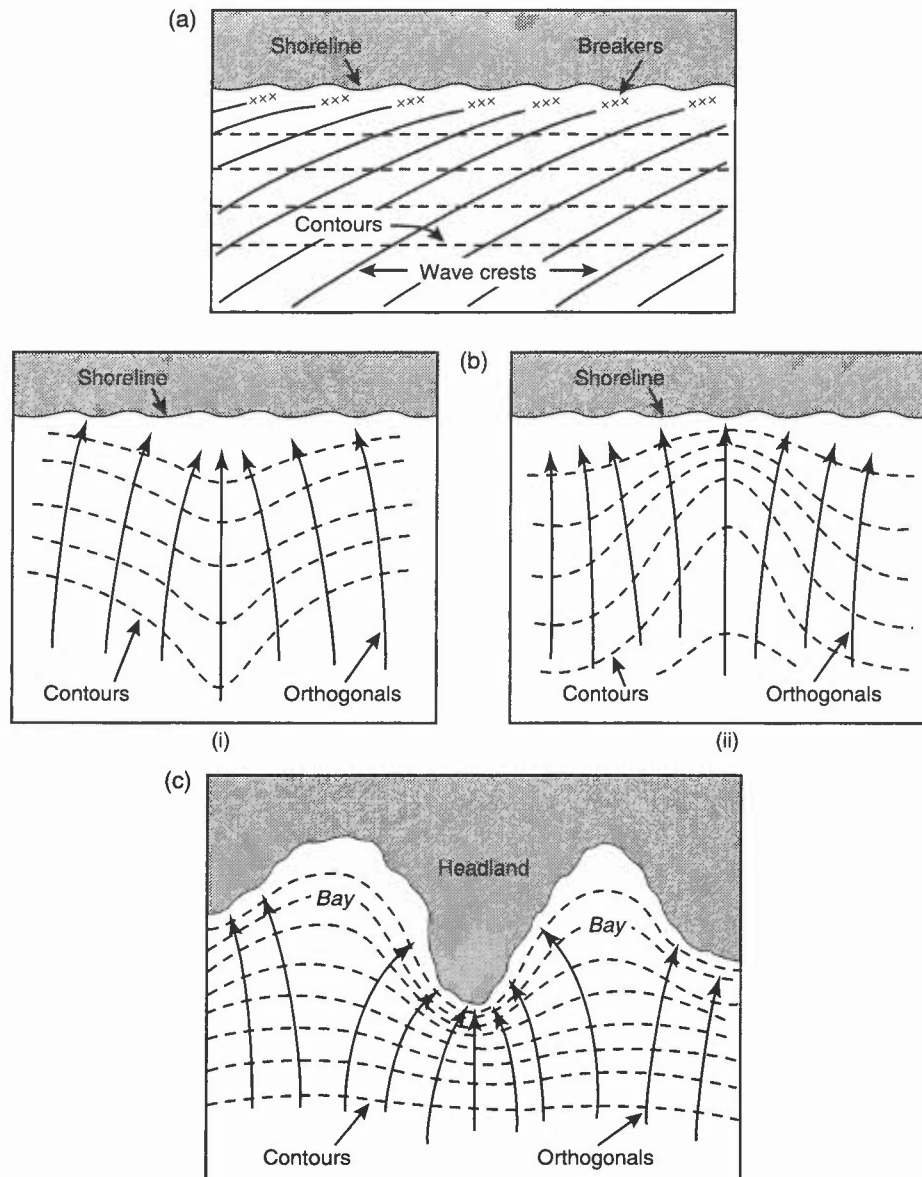 (a)
Shoreline
Breakers
Contours
Wave crests
(b)
Shoreline
Contours
Orthogonals
(i)
Shoreline
Contours
Orthogonals
(ii)
(c)
Headland
Bay
Bay
Contours
Orthogonals